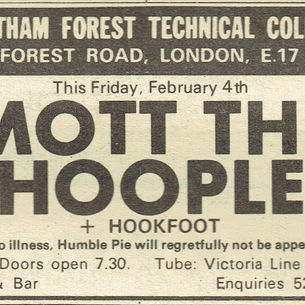 THAM FOREST TECHNICAL COL
FOREST ROAD, LONDON, E.17
This Friday, February 4th
MOTT TH
HOOPLE
+ HOOKFOOT
o illness, Humble Pie will regretfully not be appe
Doors open 7.30. Tube: Victoria Line
& Bar Enquiries 52